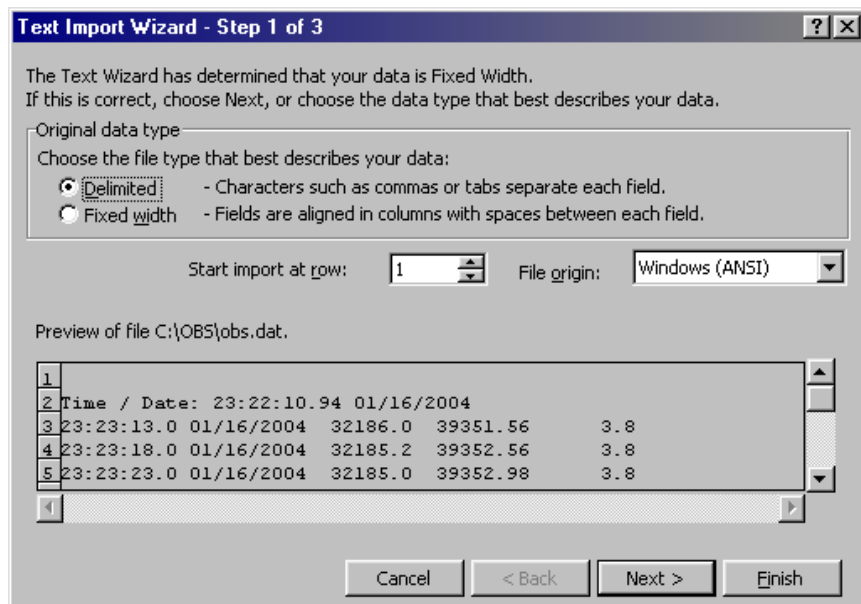 Text Import Wizard - Step 1 of 3
The Text Wizard has determined that your data is Fixed Width.
If this is correct, choose Next, or choose the data type that best describes your data.
Original data type
Choose the file type that best describes your data:
Delimited - Characters such as commas or tabs separate each field.
Fixed width - Fields are aligned in columns with spaces between each field.
Start import at row: 1 File origin: Windows (ANSI)
Preview of file C:\OBS\obs.dat.
1
2 Time / Date: 23:22:10.94 01/16/2004
3 23:23:13.0 01/16/2004 32186.0 39351.56 3.8
4 23:23:18.0 01/16/2004 32185.2 39352.56 3.8
5 23:23:23.0 01/16/2004 32185.0 39352.98 3.8
Cancel < Back Next > Finish